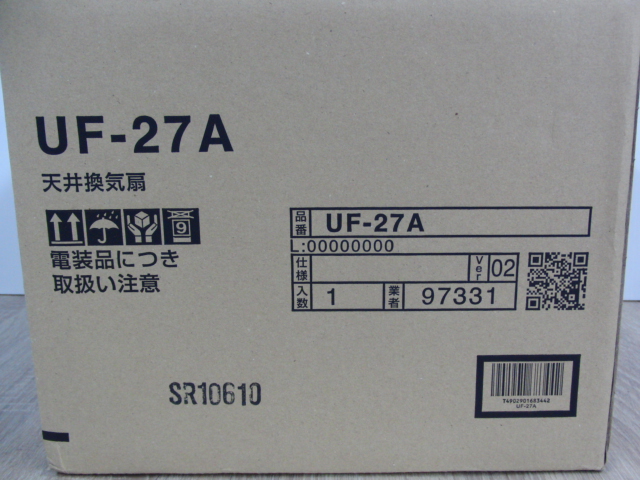 UF-27A
天井換気扇
9
電装品につき
取扱い注意
品番 UF-27A
L:00000000
仕様 Ver 02
入数 1 業者 97331
SR10610
T4902901683442
UF-27A